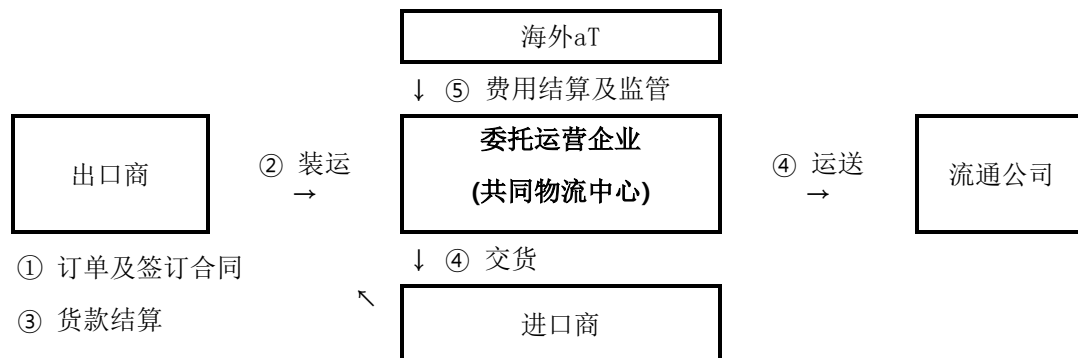 海外aT
↓ ⑤ 费用结算及监管
出口商
② 装运
→
委托运营企业
(共同物流中心)
④ 运送
→
流通公司
① 订单及签订合同
③ 货款结算
↓ ④ 交货
↖
进口商